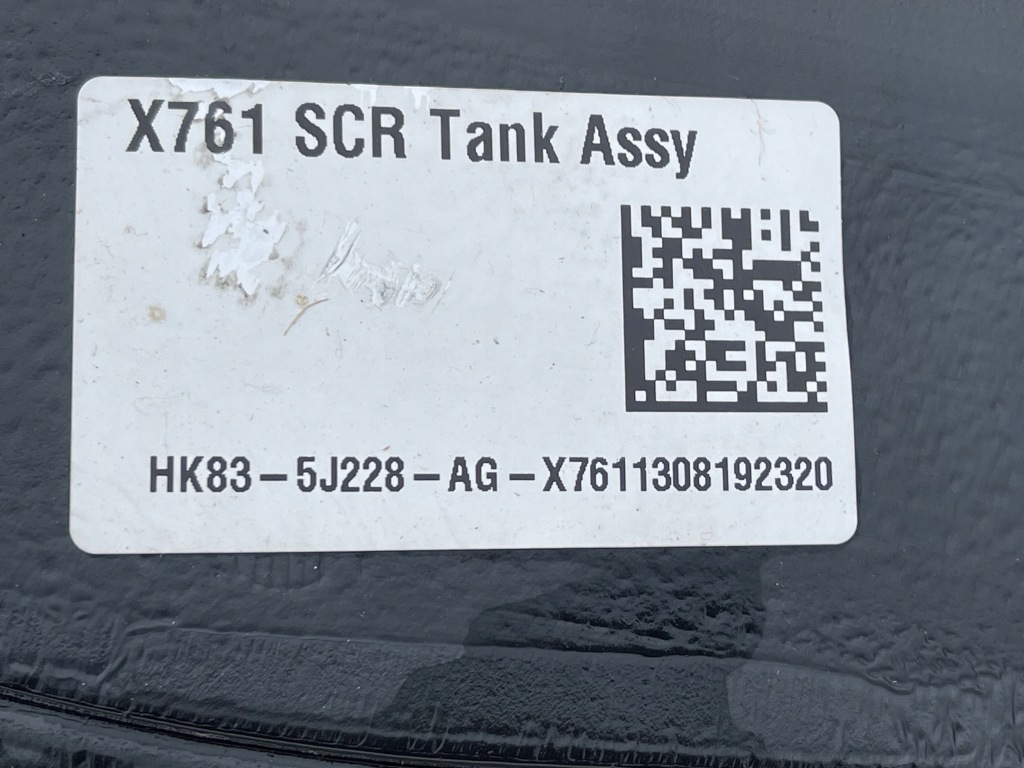 X761 SCR Tank Assy
HK83-5J228-AG-X7611308192320